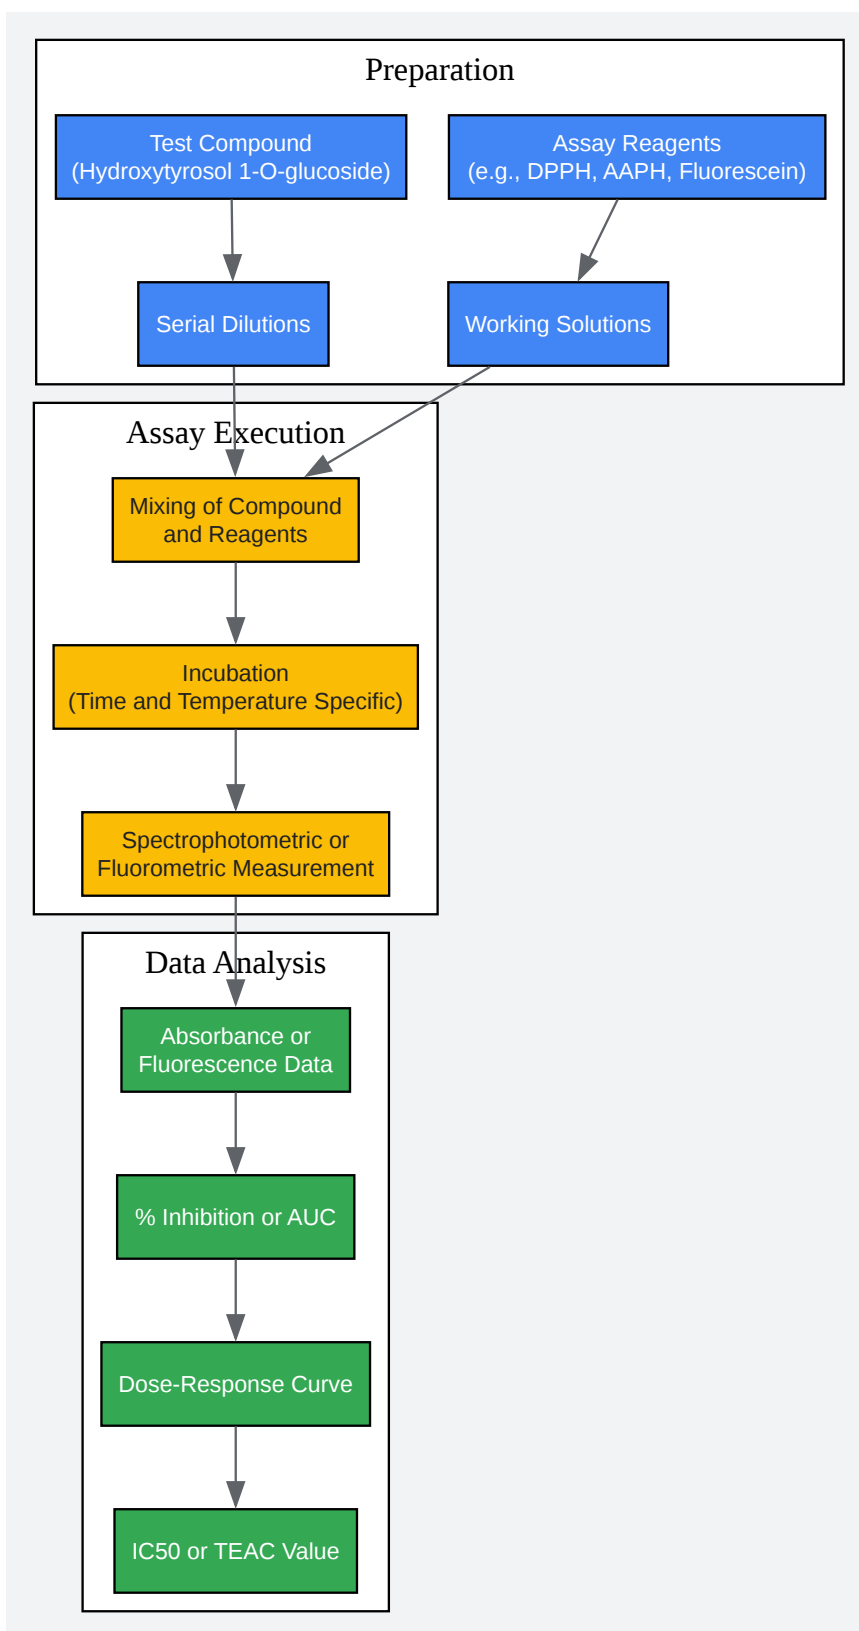 Preparation
Test Compound
(Hydroxytyrosol 1-O-glucoside)
Assay Reagents
(e.g., DPPH, AAPH, Fluorescein)
Serial Dilutions
Working Solutions
Assay Execution
Mixing of Compound
and Reagents
Incubation
(Time and Temperature Specific)
Spectrophotometric or
Fluorometric Measurement
Data Analysis
Absorbance or
Fluorescence Data
% Inhibition or AUC
Dose-Response Curve
IC50 or TEAC Value